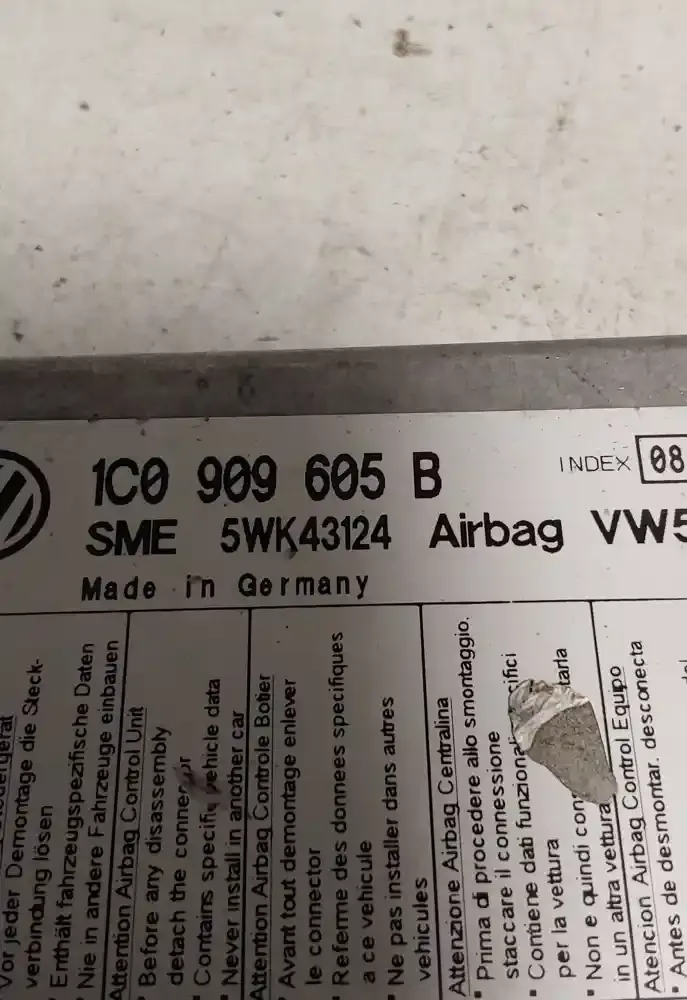 1C0 909 605 B
INDEX 08
SME 5WK43124 Airbag VW5
Made in Germany
Vor jeder Demontage die Steck-
verbindung lösen
Enthält fahrzeugspezifische Daten
Nie in andere Fahrzeuge einbauen
Attention Airbag Control Unit
Before any disassembly
detach the
Contains specific vehicle data
Never install in another car
Attention Airbag Controle Boîtier
Avant tout demontage enlever
le connector
Referme des donnees specifiques
a ce vehicule
Ne pas installer dans autres
vehicules
Attenzione Airbag Centralina
Prima di procedere allo smontaggio.
staccare il connessione
Contiene dati
per la vettura
Non e quindi
in un altra vettura
Atencion Airbag Control Equipo
Antes de desmontar. desconecta